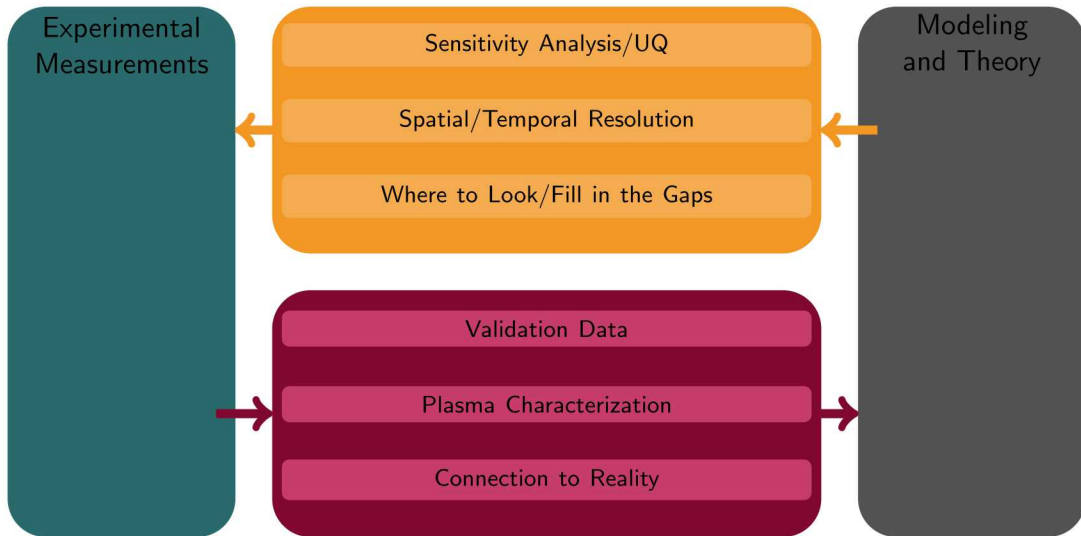 Experimental
Measurements
Sensitivity Analysis/UQ
Spatial/Temporal Resolution
Where to Look/Fill in the Gaps
Validation Data
Plasma Characterization
Connection to Reality
Modeling
and Theory